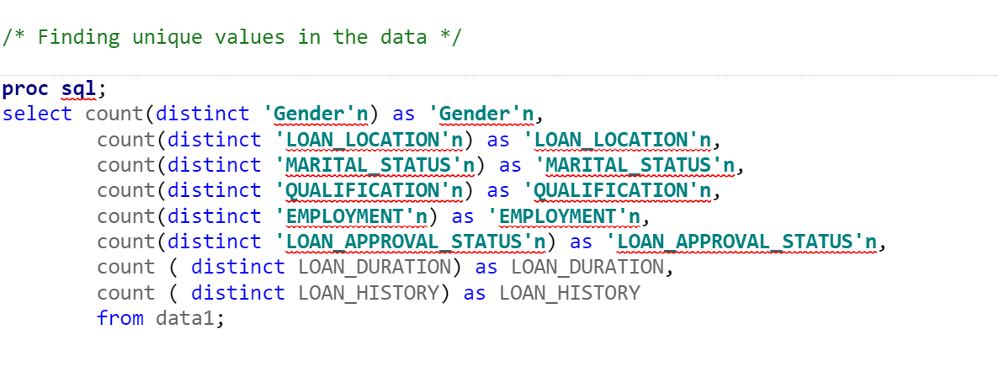 /* Finding unique values in the data */
proc sql;
select count(distinct 'Gender'n) as 'Gender'n,
count(distinct 'LOAN_LOCATION'n) as 'LOAN_LOCATION'n,
count(distinct 'MARITAL_STATUS'n) as 'MARITAL_STATUS'n,
count(distinct 'QUALIFICATION'n) as 'QUALIFICATION'n,
count(distinct 'EMPLOYMENT'n) as 'EMPLOYMENT'n,
count(distinct 'LOAN_APPROVAL_STATUS'n) as 'LOAN_APPROVAL_STATUS'n,
count ( distinct LOAN_DURATION) as LOAN_DURATION,
count ( distinct LOAN_HISTORY) as LOAN_HISTORY
from data1;